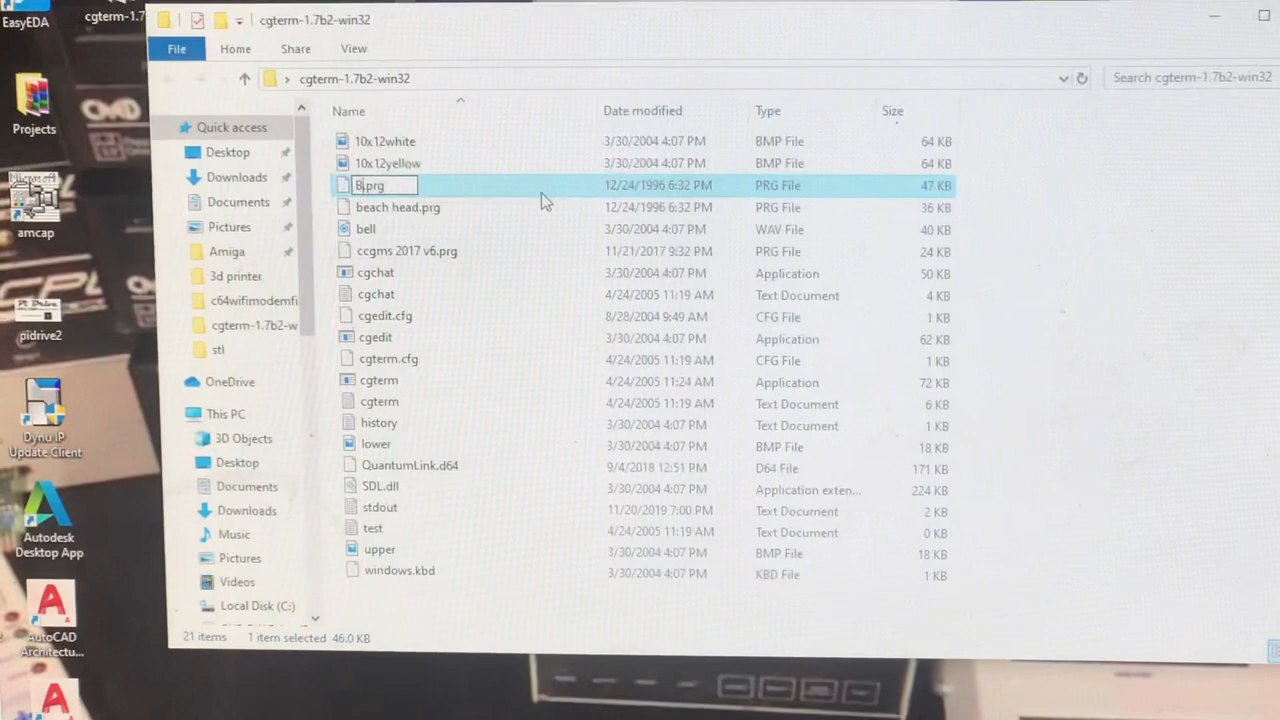 EasyEDA
cgterm-1.7
Projects
Microsoft
amcap
Pi Drive
pidrive2
Dynu IP
Update Client
Autodesk
Desktop App
AutoCAD
Architectu...
cgterm-1.7b2-win32
File Home Share View
cgterm-1.7b2-win32
Search cgterm-1.7b2-win32
Quick access
Desktop
Downloads
Documents
Pictures
Amiga
3d printer
c64wifimodemfi
cgterm-1.7b2-w
stl
OneDrive
This PC
3D Objects
Desktop
Documents
Downloads
Music
Pictures
Videos
Local Disk (C:)
Name Date modified Type Size
10x12white 3/30/2004 4:07 PM BMP File 64 KB
10x12yellow 3/30/2004 4:07 PM BMP File 64 KB
B.prg 12/24/1996 6:32 PM PRG File 47 KB
beach head.prg 12/24/1996 6:32 PM PRG File 36 KB
bell 3/30/2004 4:07 PM WAV File 40 KB
ccgms 2017 v6.prg 11/21/2017 9:32 PM PRG File 24 KB
cgchat 3/30/2004 4:07 PM Application 50 KB
cgchat 4/24/2005 11:19 AM Text Document 4 KB
cgedit.cfg 8/28/2004 9:49 AM CFG File 1 KB
cgedit 3/30/2004 4:07 PM Application 62 KB
cgterm.cfg 4/24/2005 11:19 AM CFG File 1 KB
cgterm 4/24/2005 11:24 AM Application 72 KB
cgterm 4/24/2005 11:19 AM Text Document 6 KB
history 3/30/2004 4:07 PM Text Document 1 KB
lower 3/30/2004 4:07 PM BMP File 18 KB
QuantumLink.d64 9/4/2018 12:51 PM D64 File 171 KB
SDL.dll 3/30/2004 4:07 PM Application exten... 224 KB
stdout 11/20/2019 7:00 PM Text Document 2 KB
test 4/24/2005 11:19 AM Text Document 0 KB
upper 3/30/2004 4:07 PM BMP File 18 KB
windows.kbd 3/30/2004 4:07 PM KBD File 1 KB
21 items 1 item selected 46.0 KB